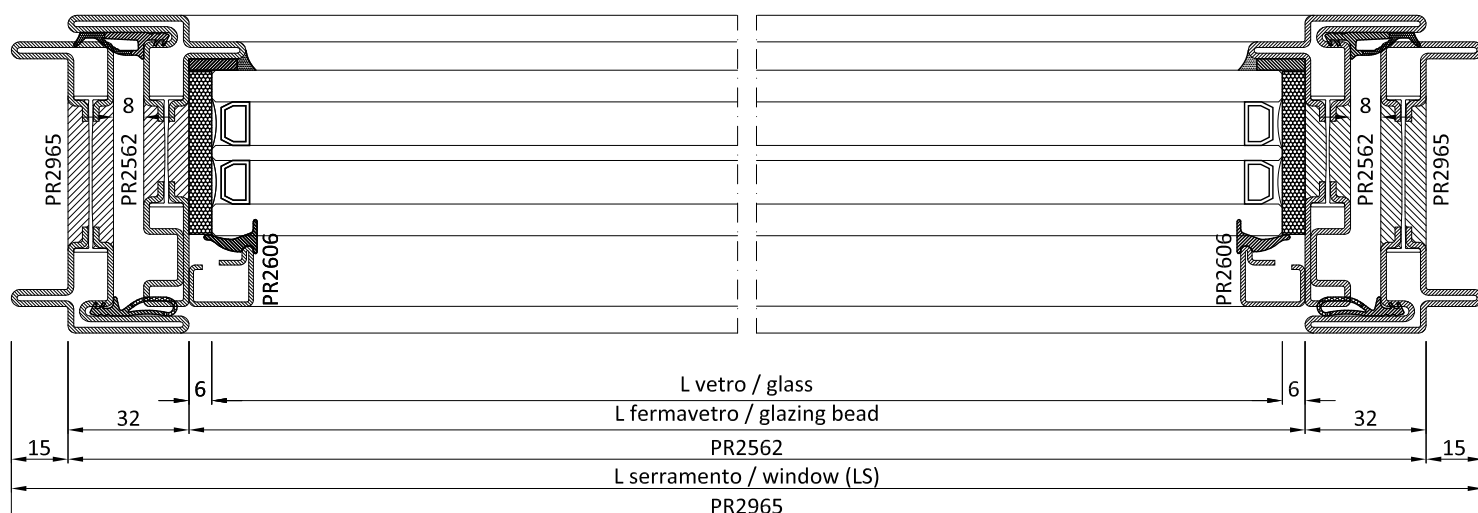 PR2965
8
PR2562
PR2606
8
PR2562
PR2965
PR2606
6
L vetro / glass
6
L fermavetro / glazing bead
32
32
15
PR2562
15
L serramento / window (LS)
PR2965